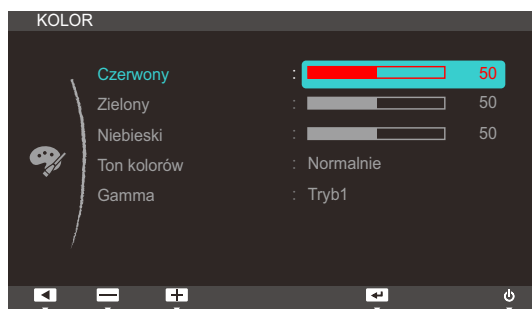 KOLOR
Czerwony : 50
Zielony : 50
Niebieski : 50
Ton kolorów : Normalnie
Gamma : Tryb1